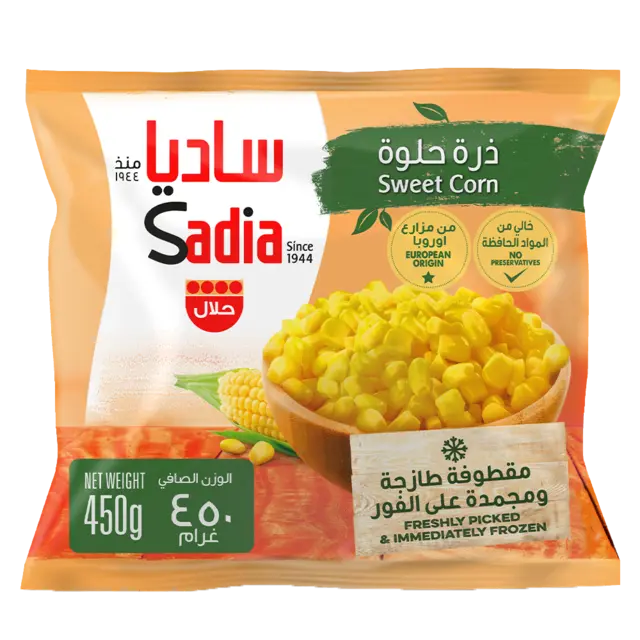 ساديا
منذ
١٩٤٤
Sadia
Since
1944
حلال
ذرة حلوة
Sweet Corn
من مزارع
اوروبا
EUROPEAN
ORIGIN
خالي من
المواد الحافظة
NO
PRESERVATIVES
مقطوفة طازجة
ومجمدة على الفور
FRESHLY PICKED
& IMMEDIATELY FROZEN
NET WEIGHT
450g
الوزن الصافي
٤٥٠
غرام